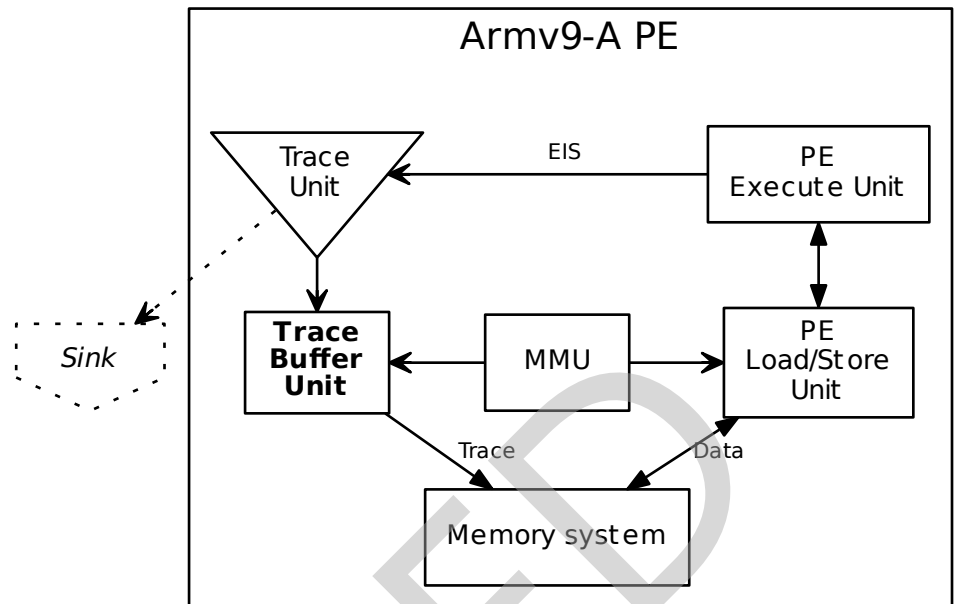 Armv9-A PE
Trace
Unit
EIS
PE
Execute Unit
Sink
Trace
Buffer
Unit
MMU
PE
Load/Store
Unit
Trace
Data
Memory system